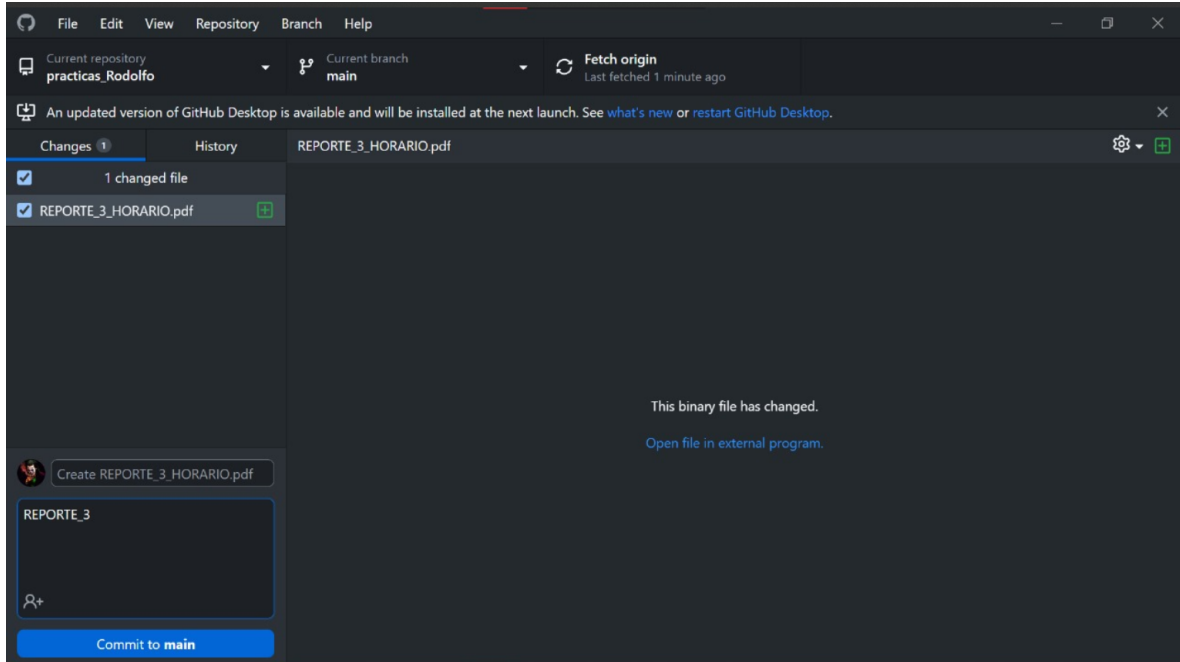 File Edit View Repository Branch Help
Current repository
practicas_Rodolfo
Current branch
main
Fetch origin
Last fetched 1 minute ago
An updated version of GitHub Desktop is available and will be installed at the next launch. See what's new or restart GitHub Desktop.
Changes 1 History
REPORTE_3_HORARIO.pdf
1 changed file
REPORTE_3_HORARIO.pdf
This binary file has changed.
Open file in external program.
Create REPORTE_3_HORARIO.pdf
REPORTE_3
Commit to main